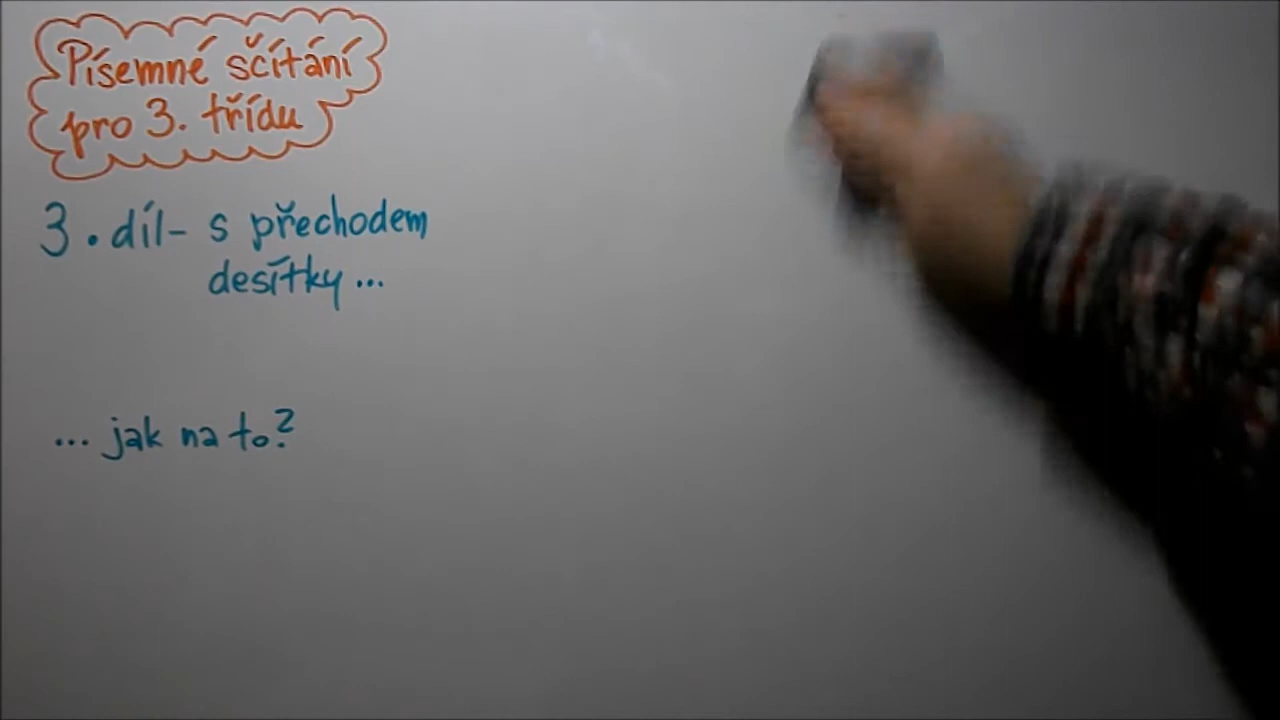 Písemné sčítání
pro 3. třídu
3. díl - s přechodem
desítky...
... jak na to?